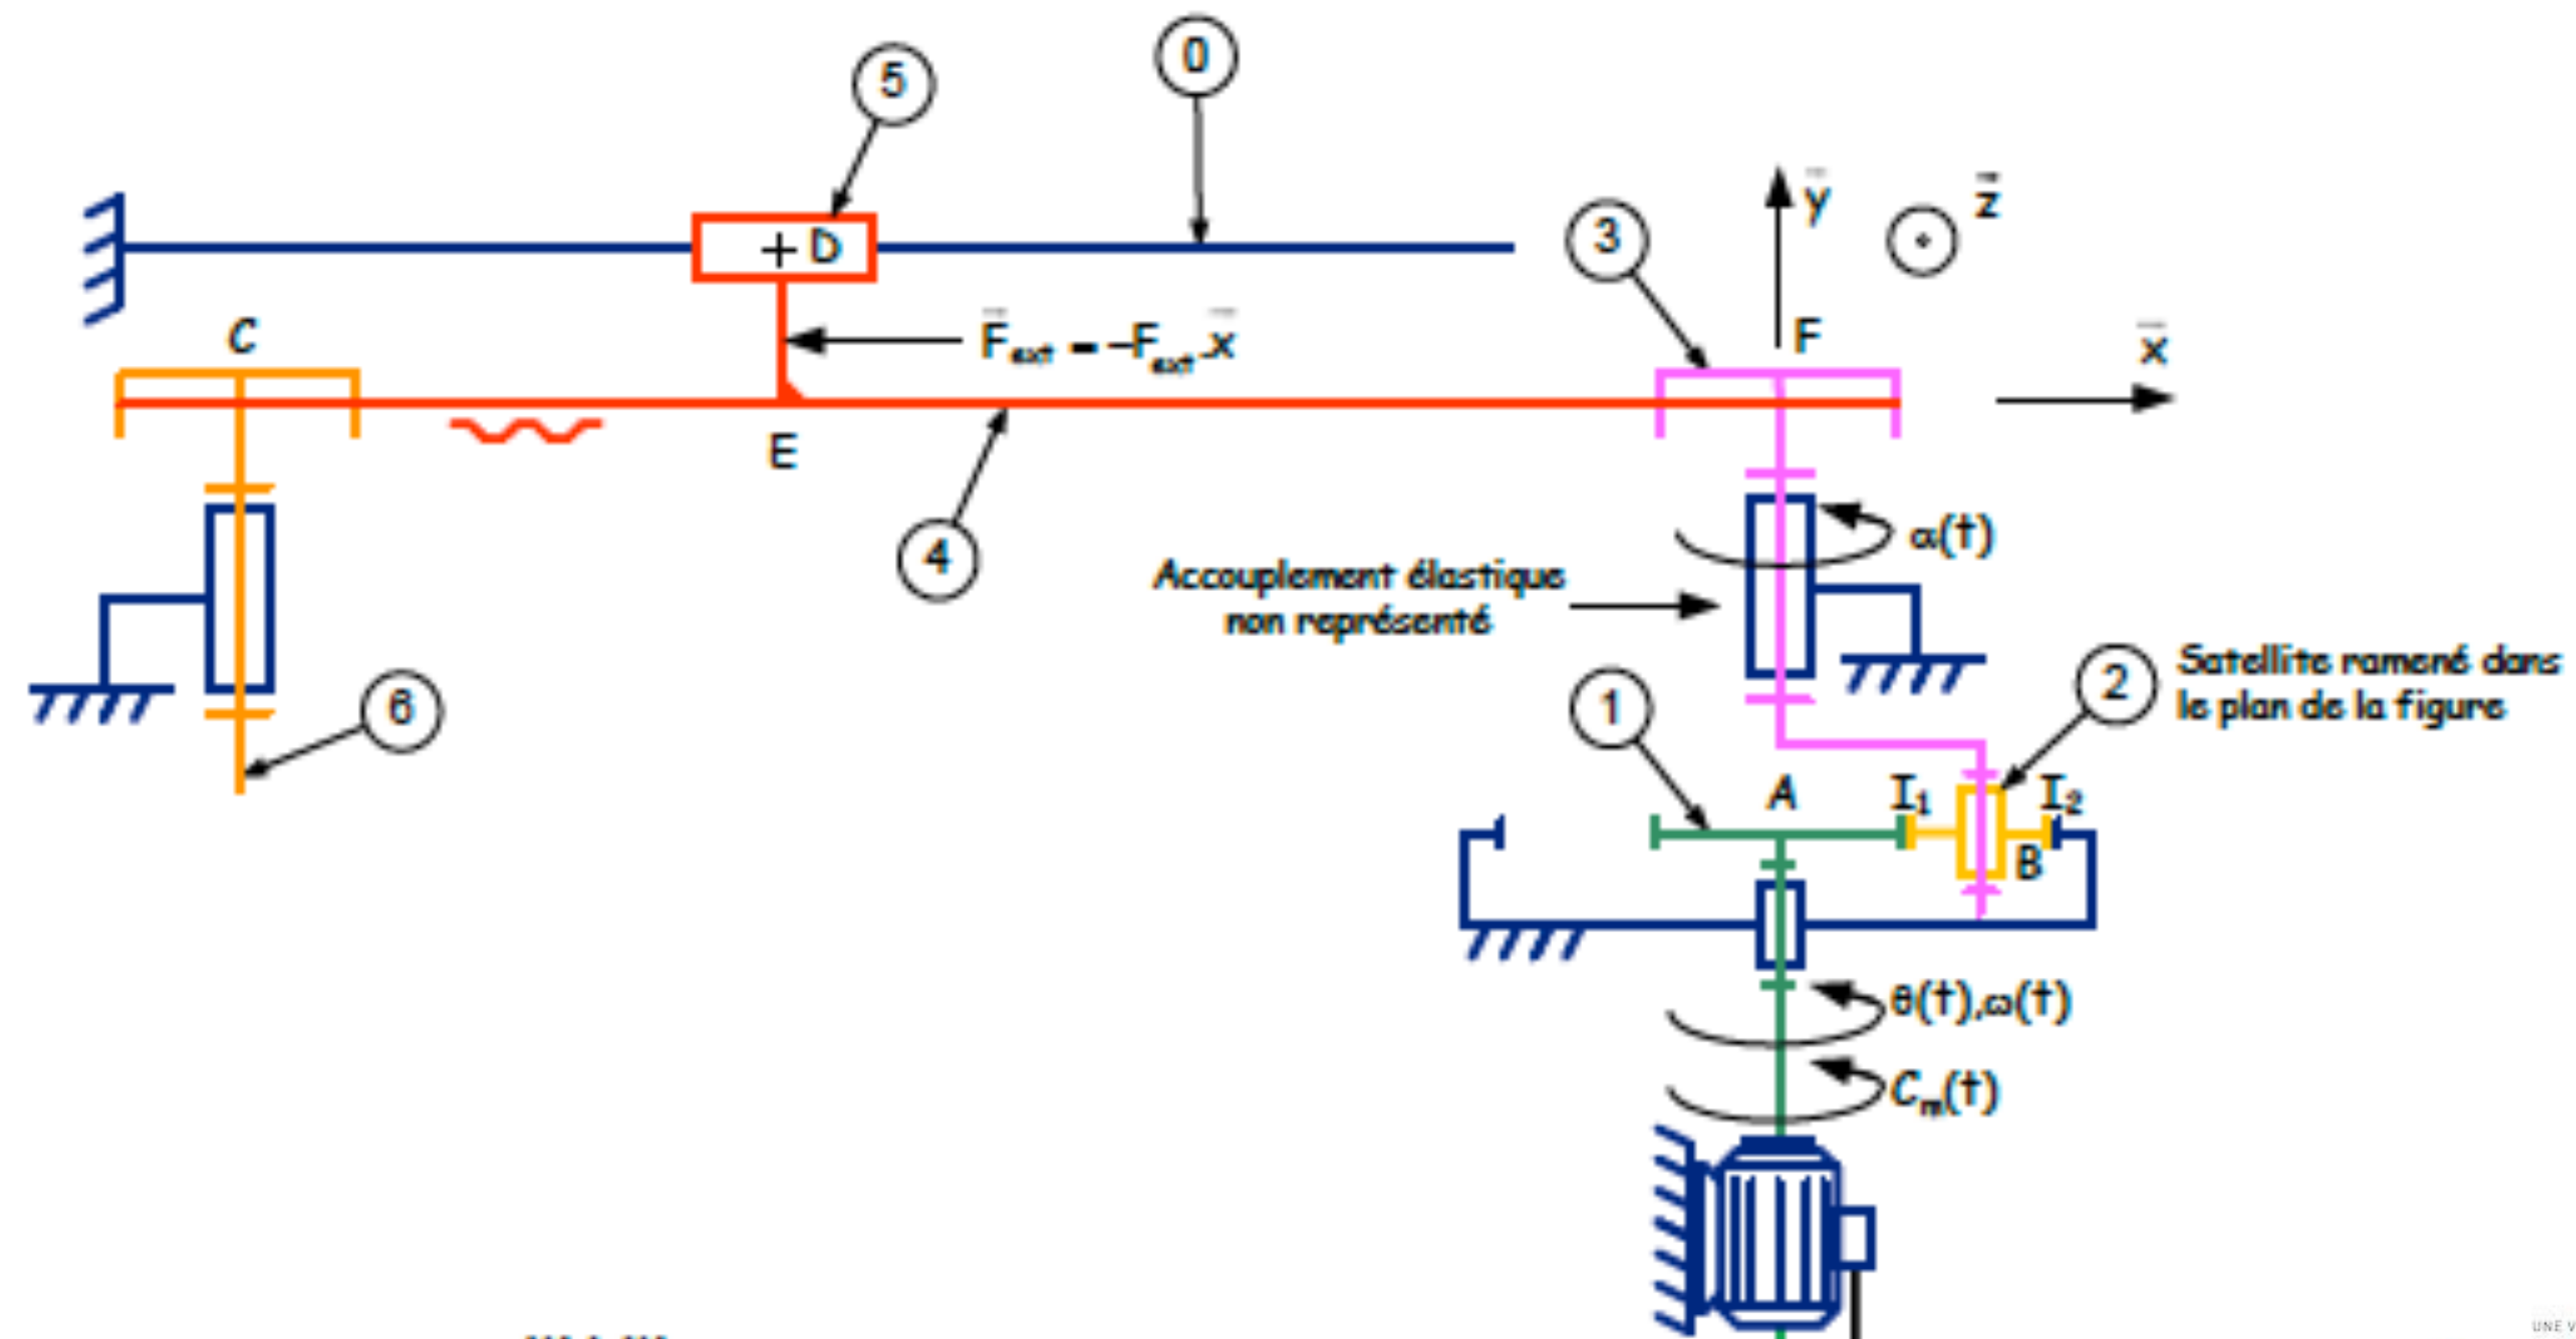 5
0
3
y
z
D
C
F
F_ext = -F_ext.x
x
E
4
α(t)
Accouplement élastique
non représenté
1
2
Satellite ramené dans
le plan de la figure
6
A
I₁
I₂
B
θ(t),ω(t)
Cₘ(t)
UNE V